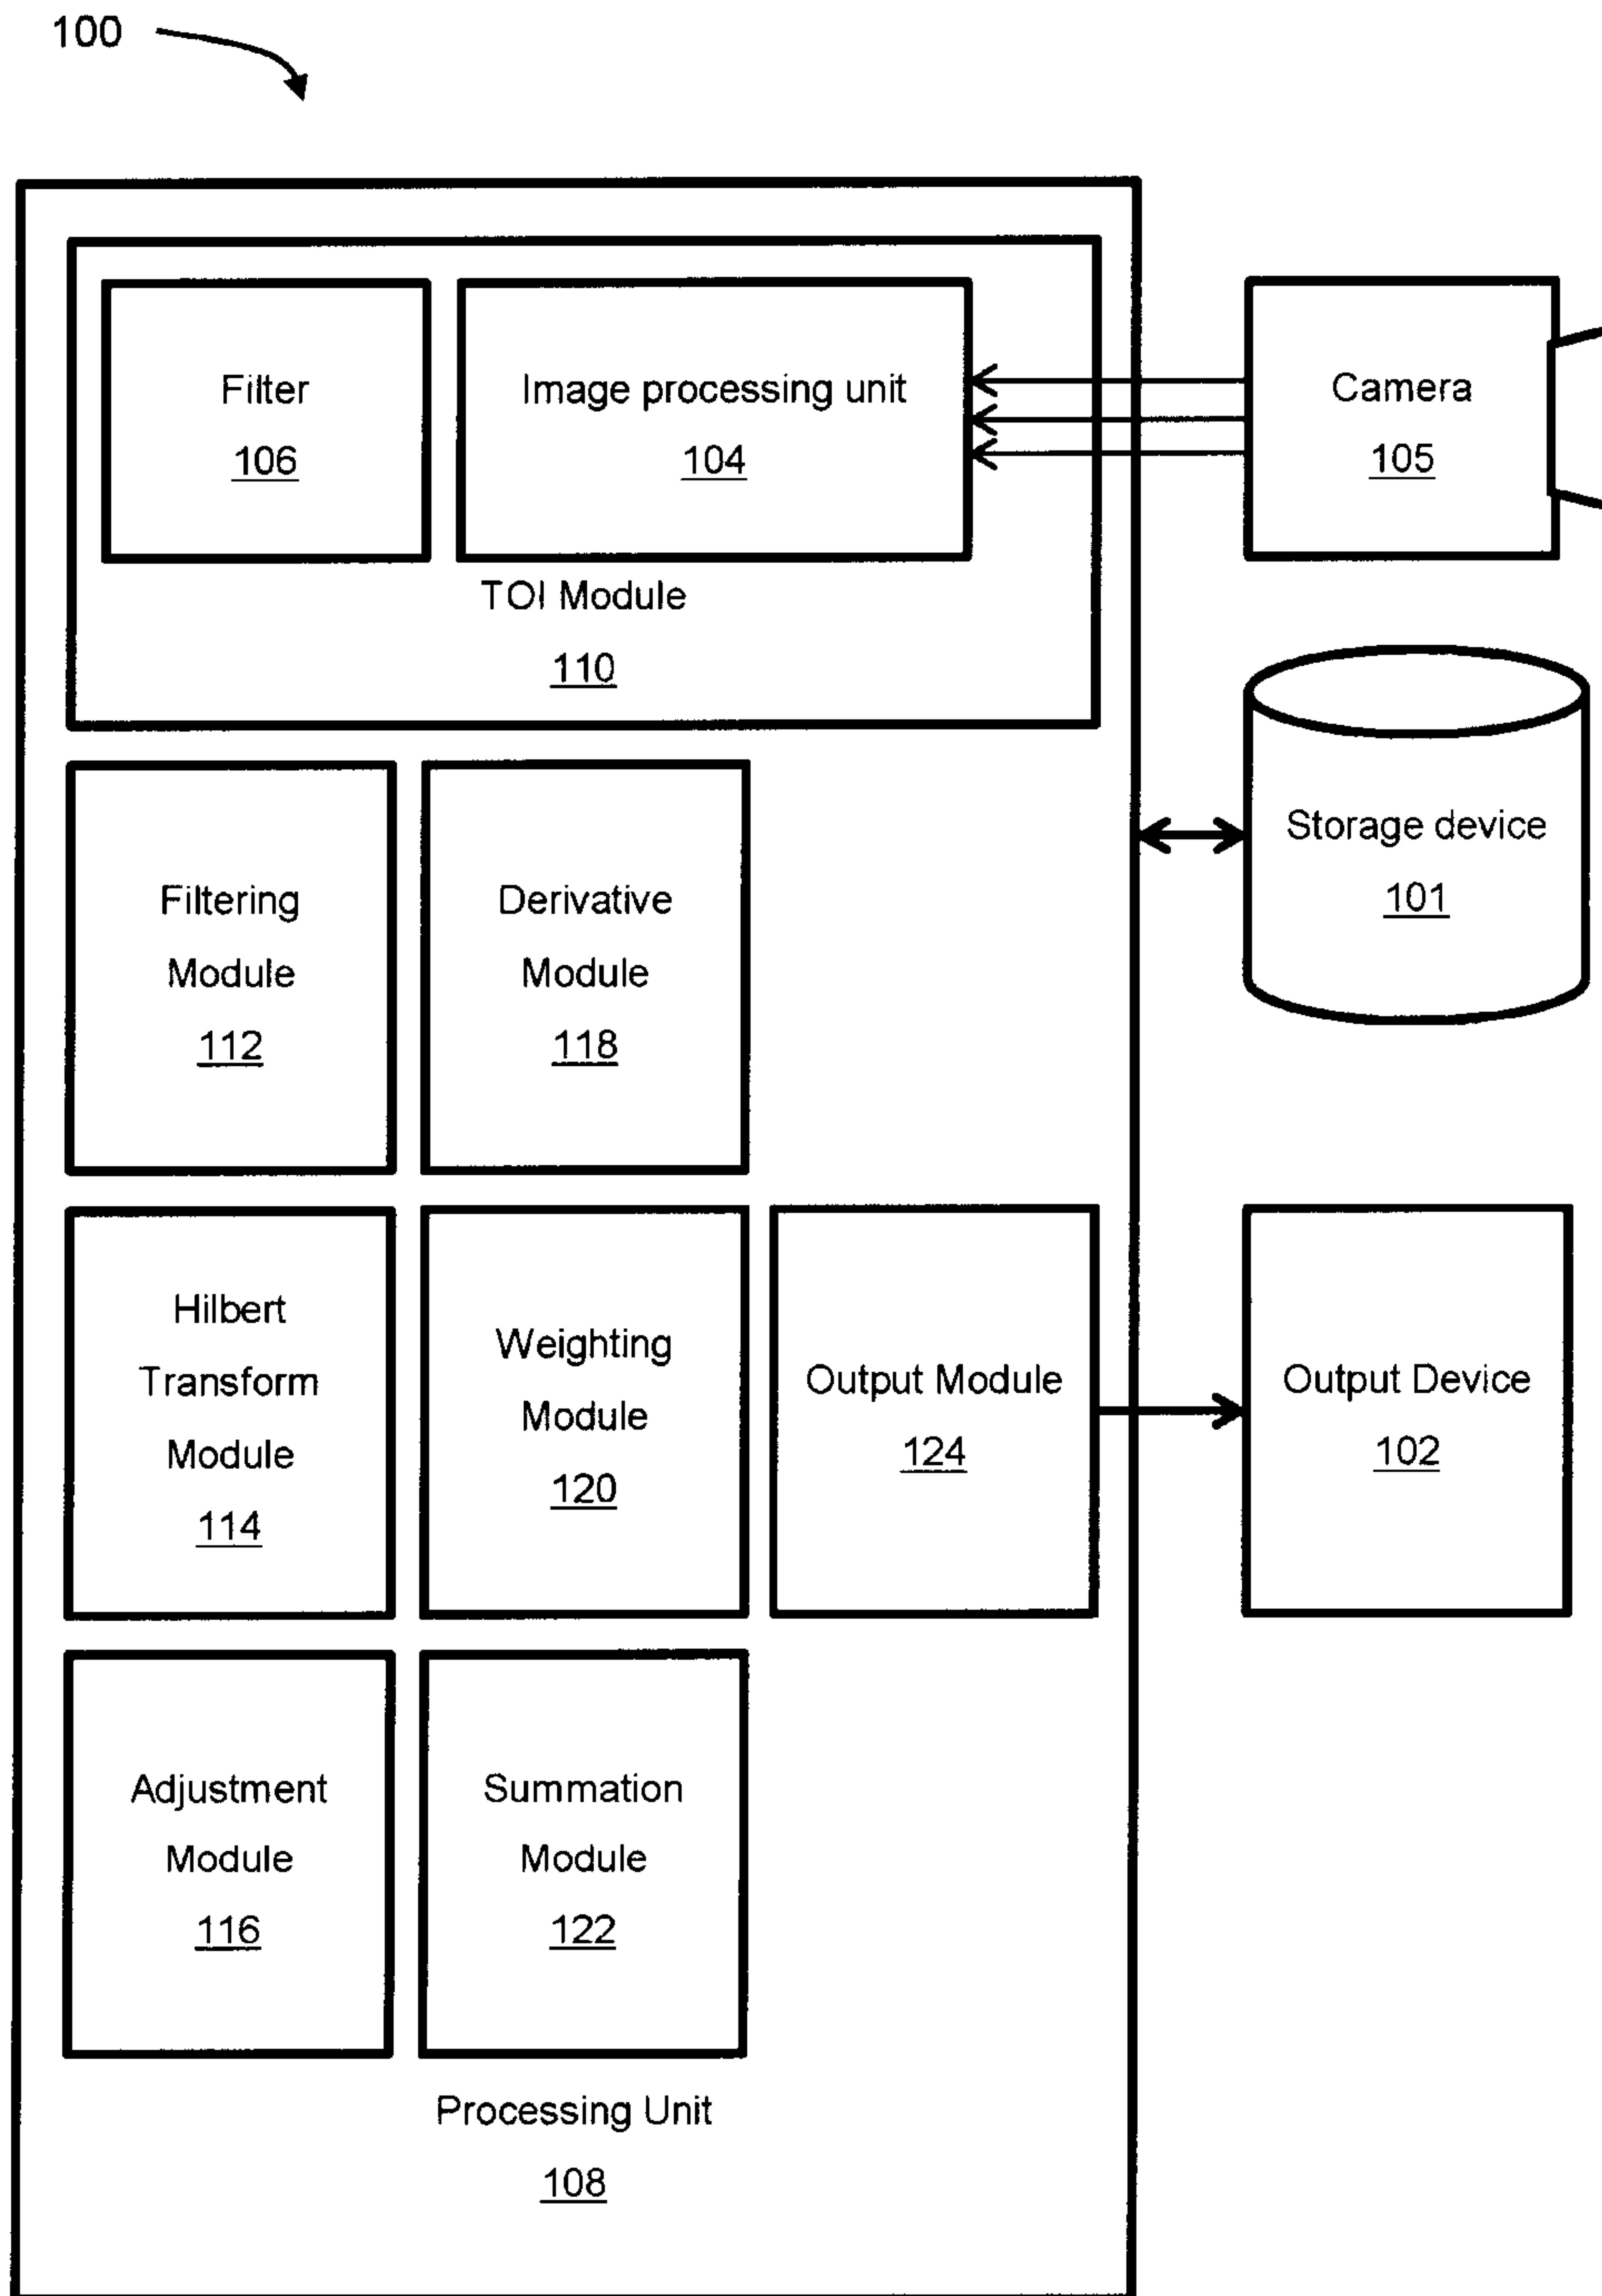 100
Filter
106
Image processing unit
104
Camera
105
TOI Module
110
Storage device
101
Filtering
Module
112
Derivative
Module
118
Hilbert
Transform
Module
114
Weighting
Module
120
Output Module
124
Output Device
102
Adjustment
Module
116
Summation
Module
122
Processing Unit
108